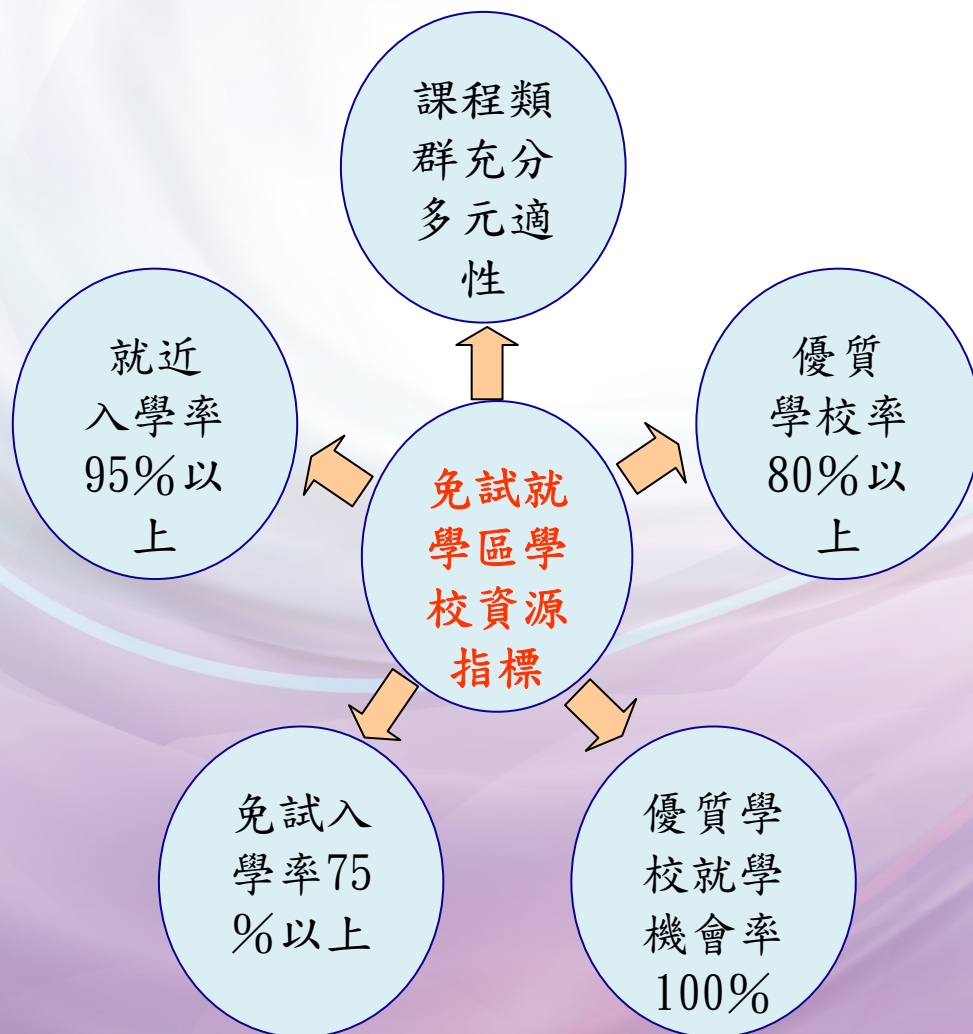 課程類
群充分
多元適
性
就近
入學率
95%以
上
優質
學校率
80%以
上
免試就
學區學
校資源
指標
免試入
學率75
%以上
優質學
校就學
機會率
100%